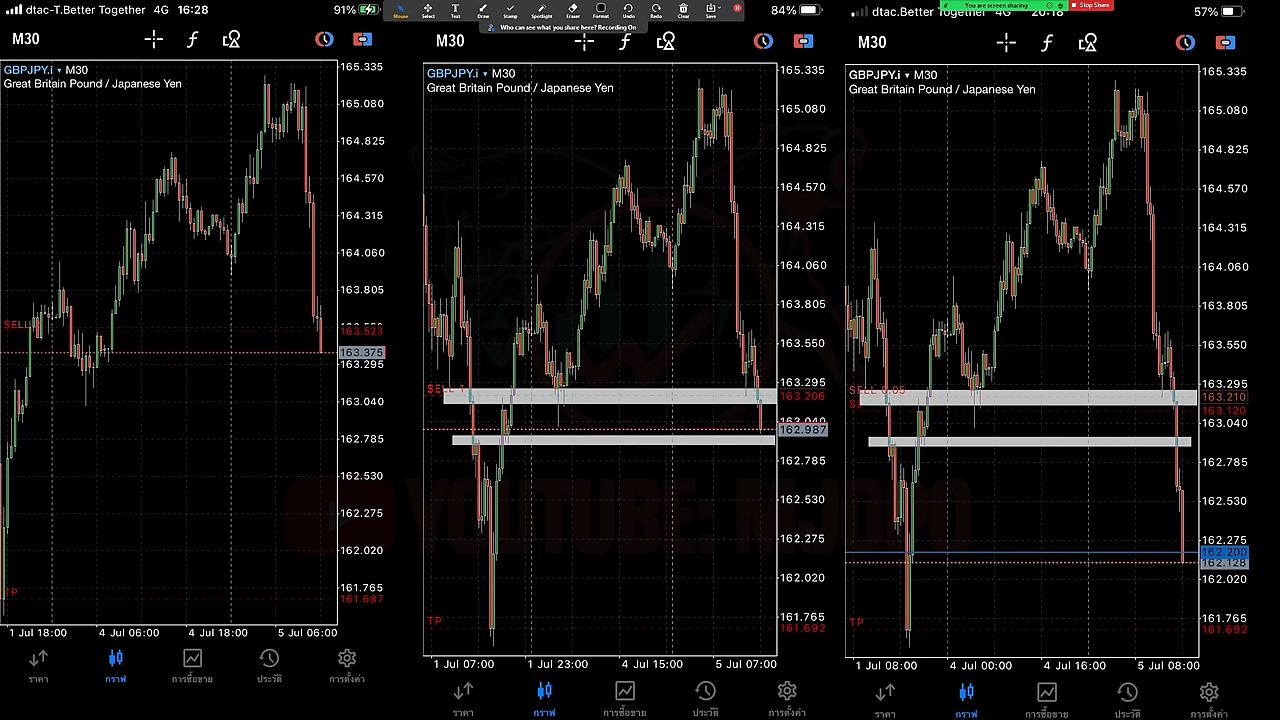 dtac-T.Better Together 4G 16:28 91%
M30
GBPJPY.i ▾ M30
Great Britain Pound / Japanese Yen
165.335
165.080
164.825
164.570
164.315
164.060
163.805
SELL
163.523
163.375
163.295
163.040
162.785
162.530
162.275
162.020
161.765
TP
161.687
1 Jul 18:00 4 Jul 06:00 4 Jul 18:00 5 Jul 06:00
ราคา กราฟ การซื้อขาย ประวัติ การตั้งค่า
Mouse Select Text Draw Stamp Spotlight Eraser Format Undo Redo Clear Save
Who can see what you share here? Recording On
84%
M30
GBPJPY.i ▾ M30
Great Britain Pound / Japanese Yen
165.335
165.080
164.825
164.570
164.315
164.060
163.805
163.550
163.295
163.206
162.987
162.785
162.530
162.275
162.020
161.765
TP
161.692
1 Jul 07:00 1 Jul 23:00 4 Jul 15:00 5 Jul 07:00
ราคา กราฟ การซื้อขาย ประวัติ การตั้งค่า
You are screen sharing Stop Share
dtac.Better Together 4G 20:18 57%
M30
GBPJPY.i ▾ M30
Great Britain Pound / Japanese Yen
165.335
165.080
164.825
164.570
164.315
164.060
163.805
163.550
163.295
SELL 0.05
163.210
163.120
163.040
162.785
162.530
162.275
162.200
162.128
162.020
161.765
TP
161.692
1 Jul 08:00 4 Jul 00:00 4 Jul 16:00 5 Jul 08:00
ราคา กราฟ การซื้อขาย ประวัติ การตั้งค่า